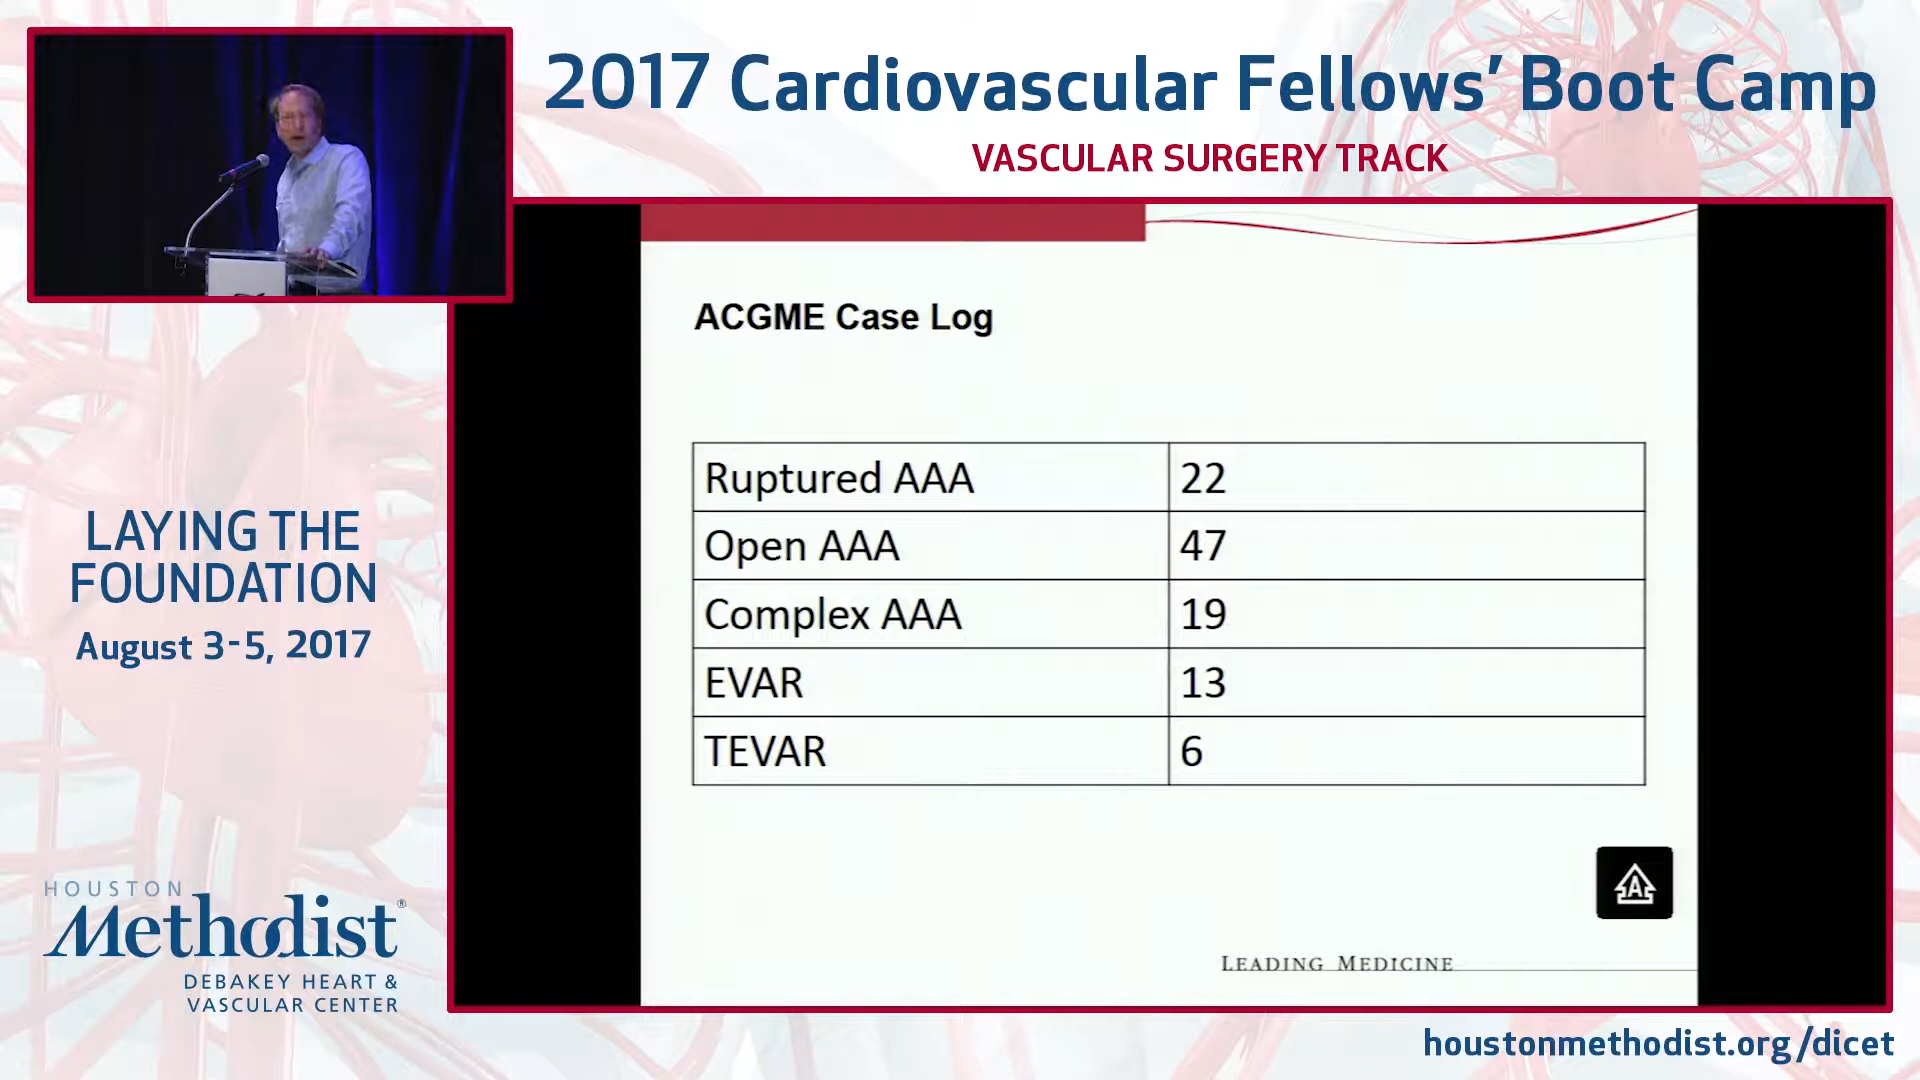 2017 Cardiovascular Fellows’ Boot Camp
VASCULAR SURGERY TRACK
ACGME Case Log
Ruptured AAA 22
Open AAA 47
Complex AAA 19
EVAR 13
TEVAR 6
A
LEADING MEDICINE
LAYING THE
FOUNDATION
August 3-5, 2017
HOUSTON
Methodist®
DEBAKEY HEART &
VASCULAR CENTER
houstonmethodist.org/dicet